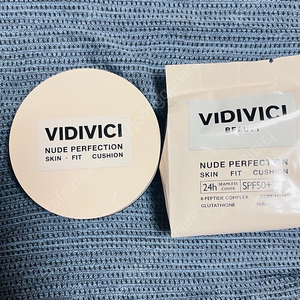 VIDIVICI
NUDE PERFECTION
SKIN · FIT CUSHION
VIDIVICI
BEAUTY
NUDE PERFECTION
SKIN FIT CUSHION
24h SEAMLESS COVER SPF50+
8 PEPTIDE COMPLEX
GLUTATHIONE